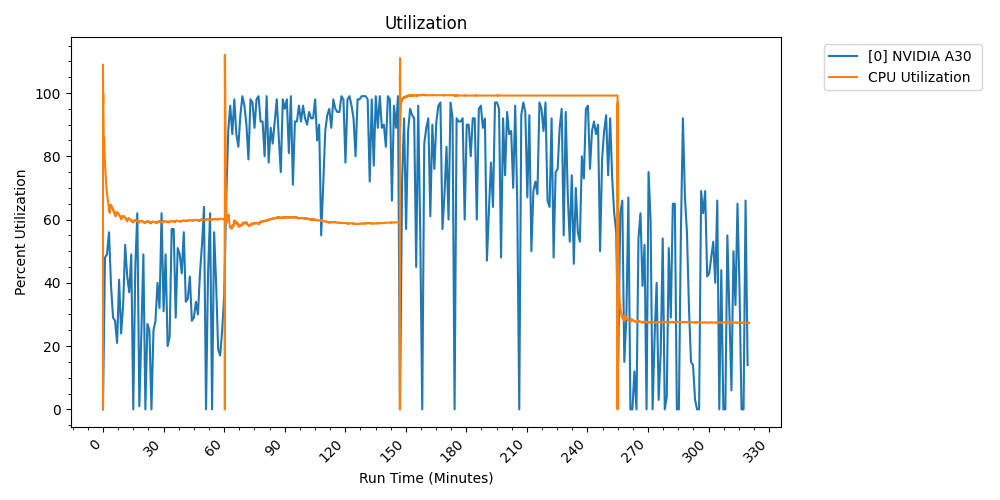 Utilization
[0] NVIDIA A30
CPU Utilization
Percent Utilization
100
80
60
40
20
0
0 30 60 90 120 150 180 210 240 270 300 330
Run Time (Minutes)